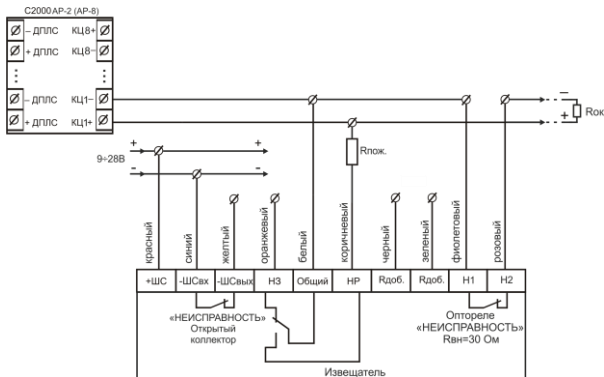 С2000АР-2 (АР-8)
– ДПЛС КЦ8+
+ ДПЛС КЦ8–
– ДПЛС КЦ1–
+ ДПЛС КЦ1+
–
+
Rок
+ +
9÷28В
- -
Rпож.
красный
синий
желтый
оранжевый
белый
коричневый
черный
зеленый
фиолетовый
розовый
+ШС -ШСвх -ШСвых НЗ Общий НР Rдоб. Rдоб. Н1 Н2
«НЕИСПРАВНОСТЬ»
Открытый
коллектор
Оптореле
«НЕИСПРАВНОСТЬ»
Rвн=30 Ом
Извещатель